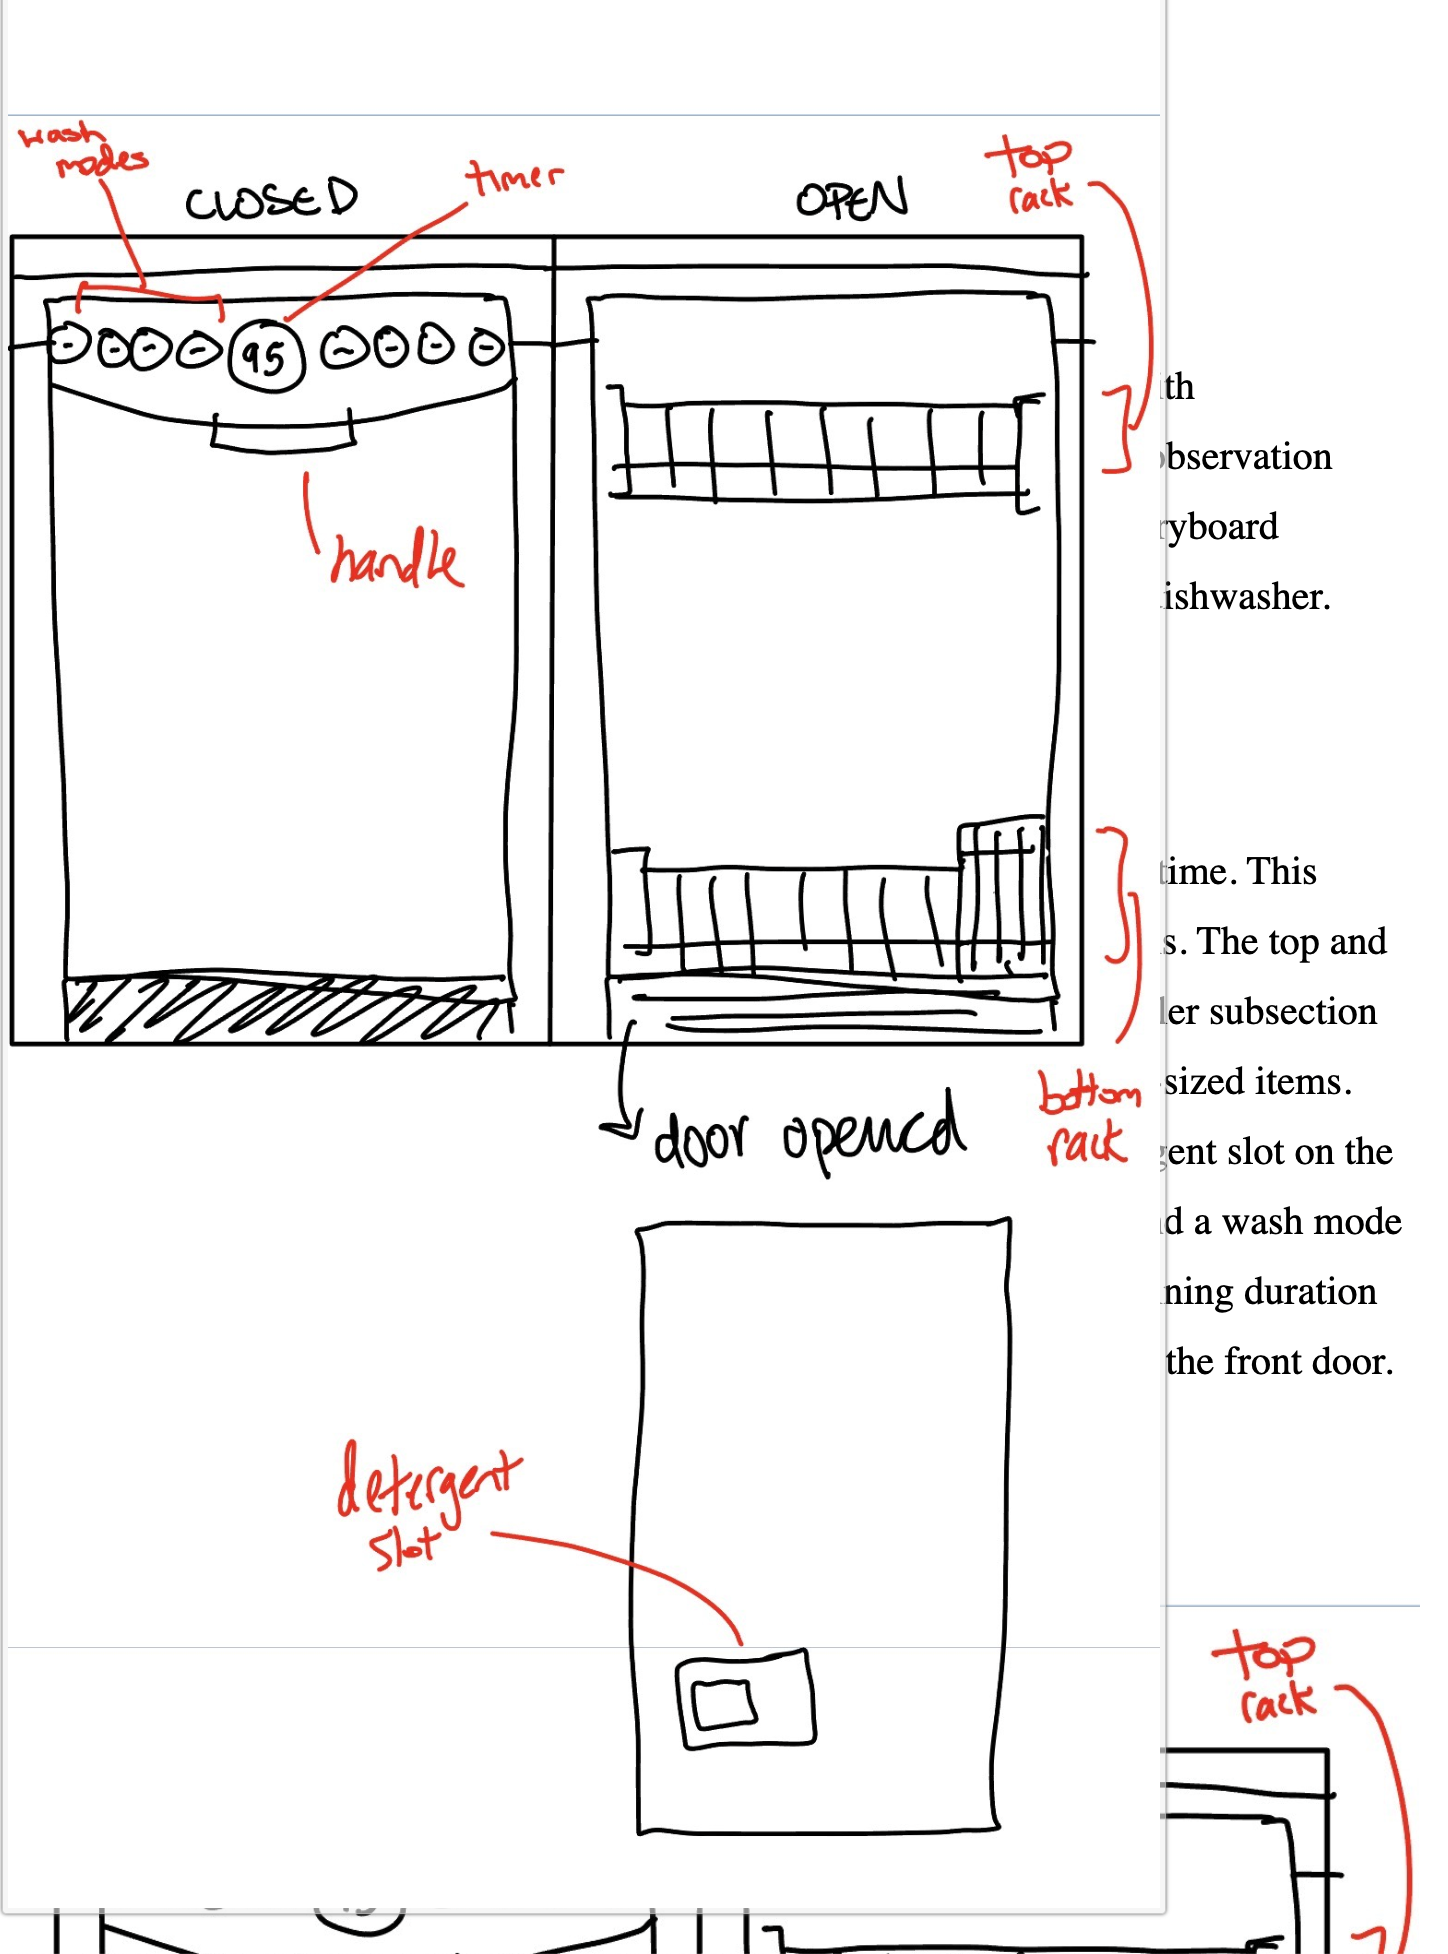 wash
modes
CLOSED
timer
OPEN
top
rack
95
handle
door opened
bottom
rack
detergent
slot
ith
bservation
ryboard
ishwasher.
time. This
s. The top and
ler subsection
sized items.
gent slot on the
d a wash mode
ning duration
the front door.
top
rack